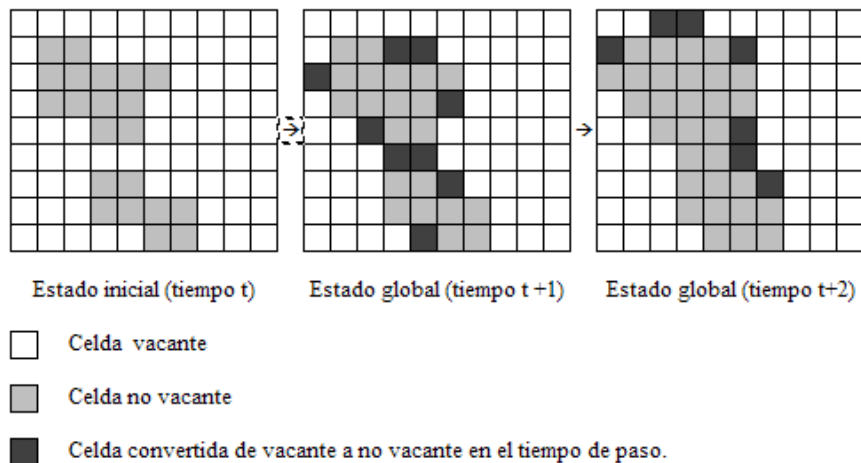 → →
Estado inicial (tiempo t) Estado global (tiempo t +1) Estado global (tiempo t+2)
Celda vacante
Celda no vacante
Celda convertida de vacante a no vacante en el tiempo de paso.